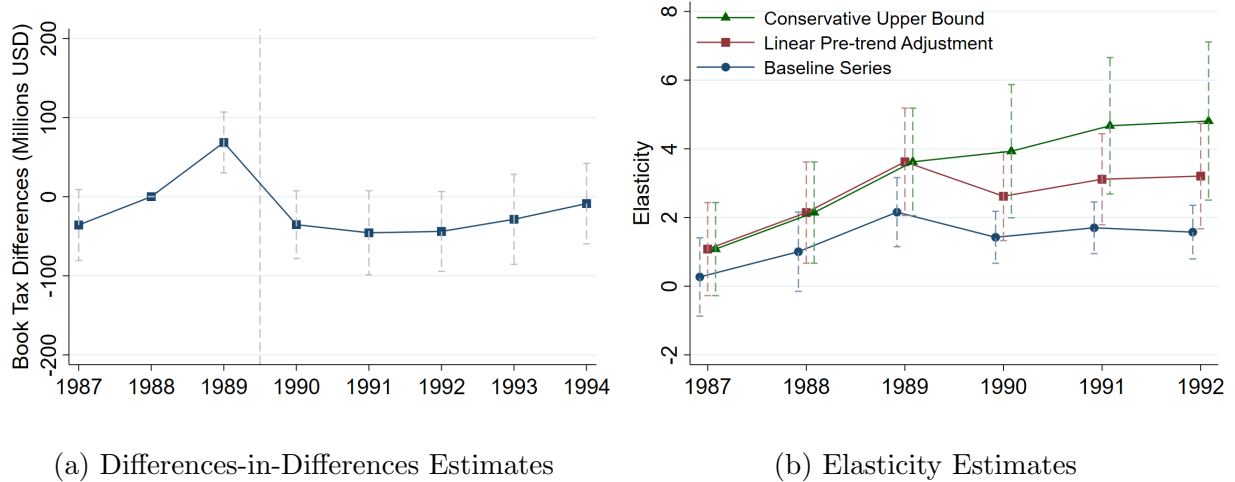 Book Tax Differences (Millions USD)
200
100
0
-100
-200
1987 1988 1989 1990 1991 1992 1993 1994
(a) Differences-in-Differences Estimates
Elasticity
8
6
4
2
0
-2
Conservative Upper Bound
Linear Pre-trend Adjustment
Baseline Series
1987 1988 1989 1990 1991 1992
(b) Elasticity Estimates